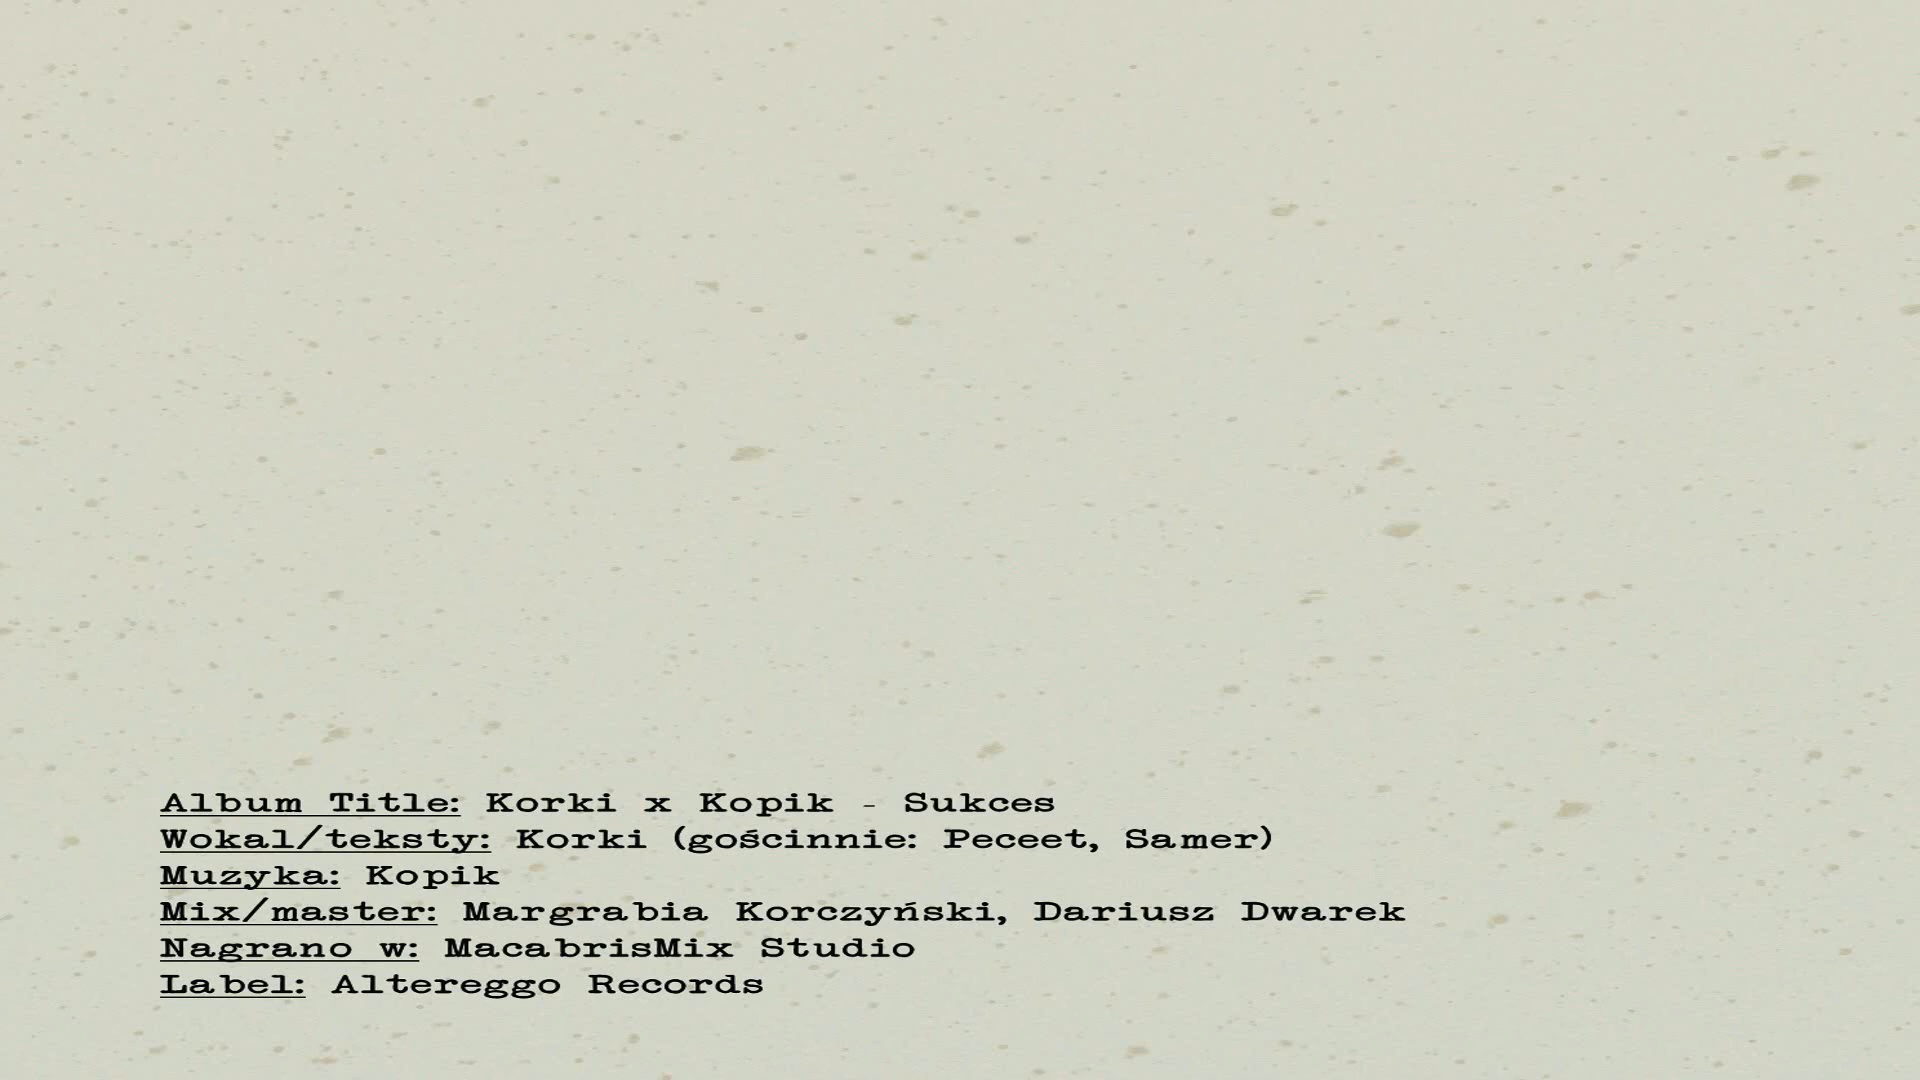 Album Title: Korki x Kopik - Sukces
Wokal/teksty: Korki (gościnnie: Peceet, Samer)
Muzyka: Kopik
Mix/master: Margrabia Korczyński, Dariusz Dwarek
Nagrano w: MacabrisMix Studio
Label: Altereggo Records